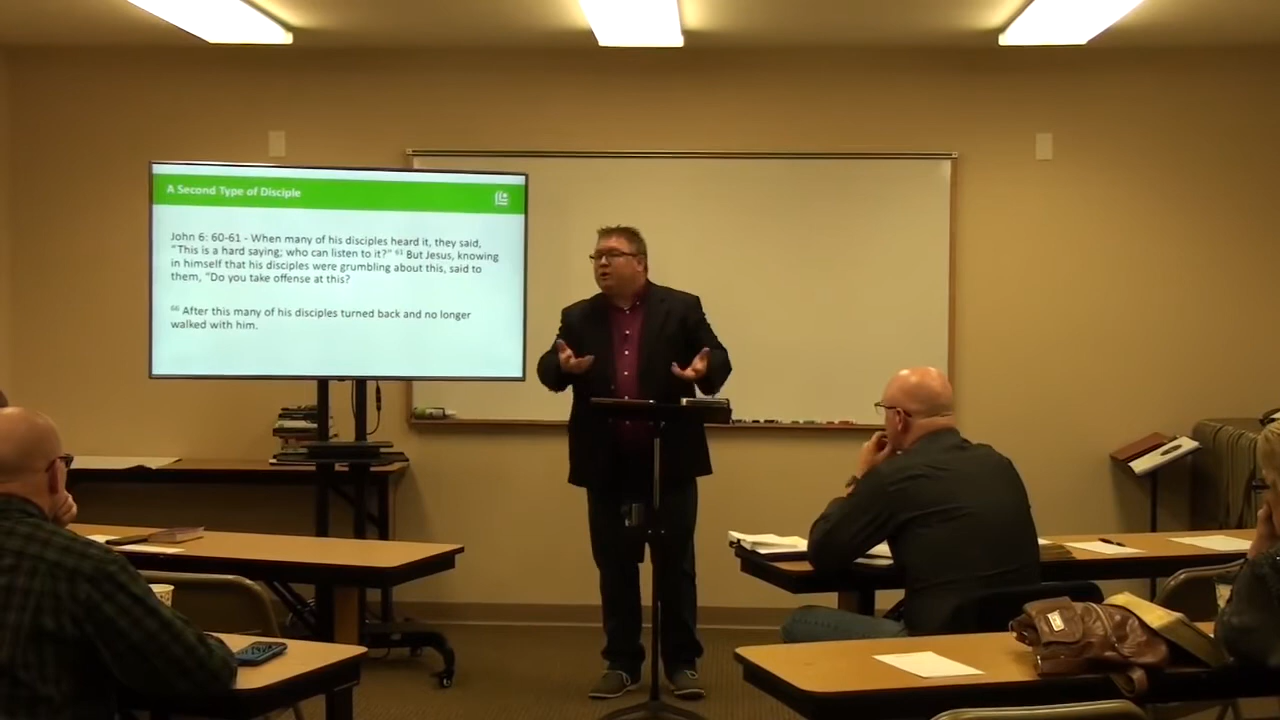 A Second Type of Disciple
John 6: 60-61 - When many of his disciples heard it, they said,
"This is a hard saying; who can listen to it?" 61 But Jesus, knowing
in himself that his disciples were grumbling about this, said to
them, "Do you take offense at this?
66 After this many of his disciples turned back and no longer
walked with him.